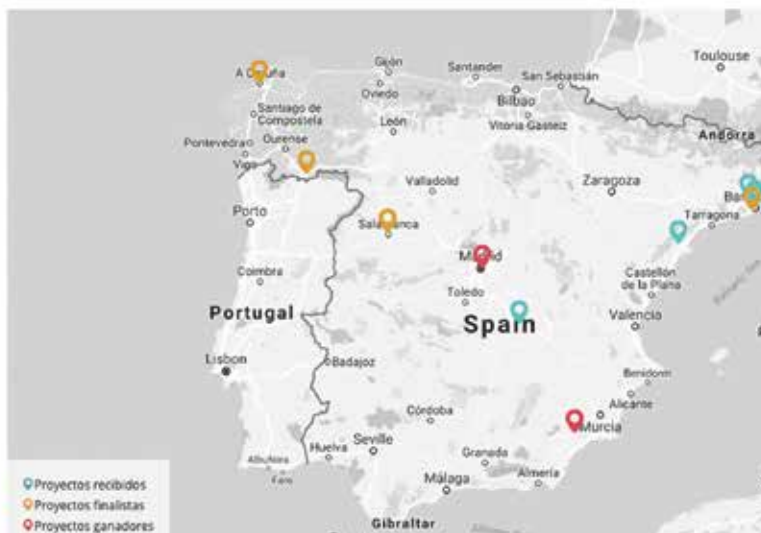 Toulouse
Gijón
Santander
San Sebastián
A Coruña
Oviedo
Bilbao
Santiago de
Compostela
León
Vitoria-Gasteiz
Andorra
Pontevedra
Ourense
Vigo
Valladolid
Zaragoza
Porto
Salamanca
Tarragona
Madrid
Coimbra
Toledo
Castellón
de la Plana
Portugal
Spain
Valencia
Lisbon
Badajoz
Benidorm
Alicante
Córdoba
Murcia
Huelva
Seville
Granada
Albufeira
Faro
Málaga
Almería
Gibraltar
Proyectos recibidos
Proyectos finalistas
Proyectos ganadores